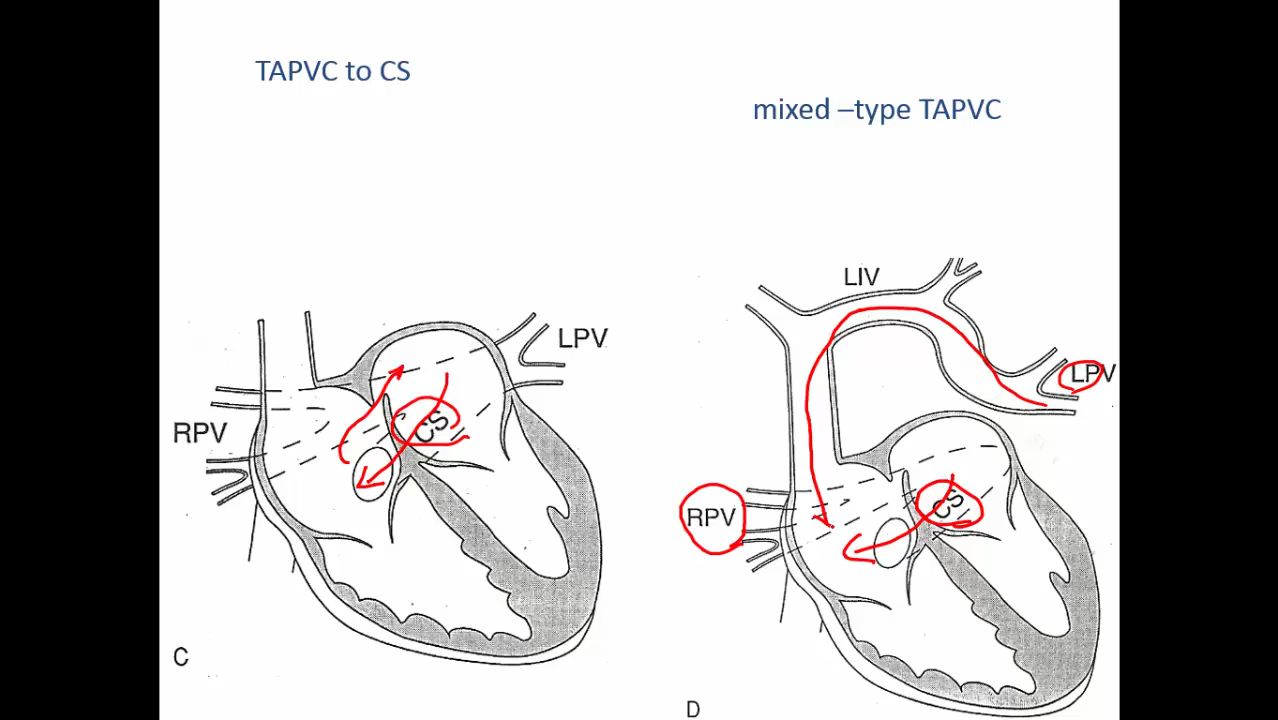 TAPVC to CS
mixed –type TAPVC
LIV
LPV
LPV
CS
RPV
CS
RPV
C
D